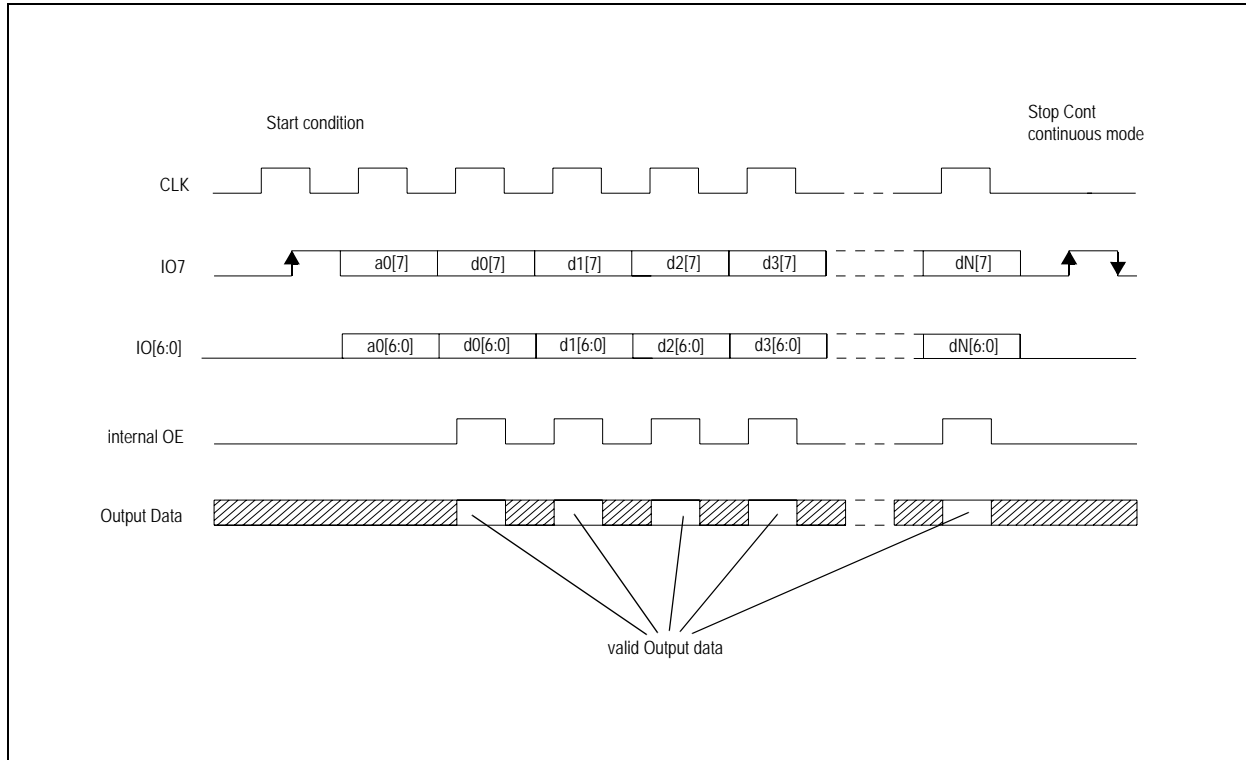 Start condition
Stop Cont
continuous mode
CLK
IO7
a0[7] d0[7] d1[7] d2[7] d3[7] dN[7]
IO[6:0]
a0[6:0] d0[6:0] d1[6:0] d2[6:0] d3[6:0] dN[6:0]
internal OE
Output Data
valid Output data